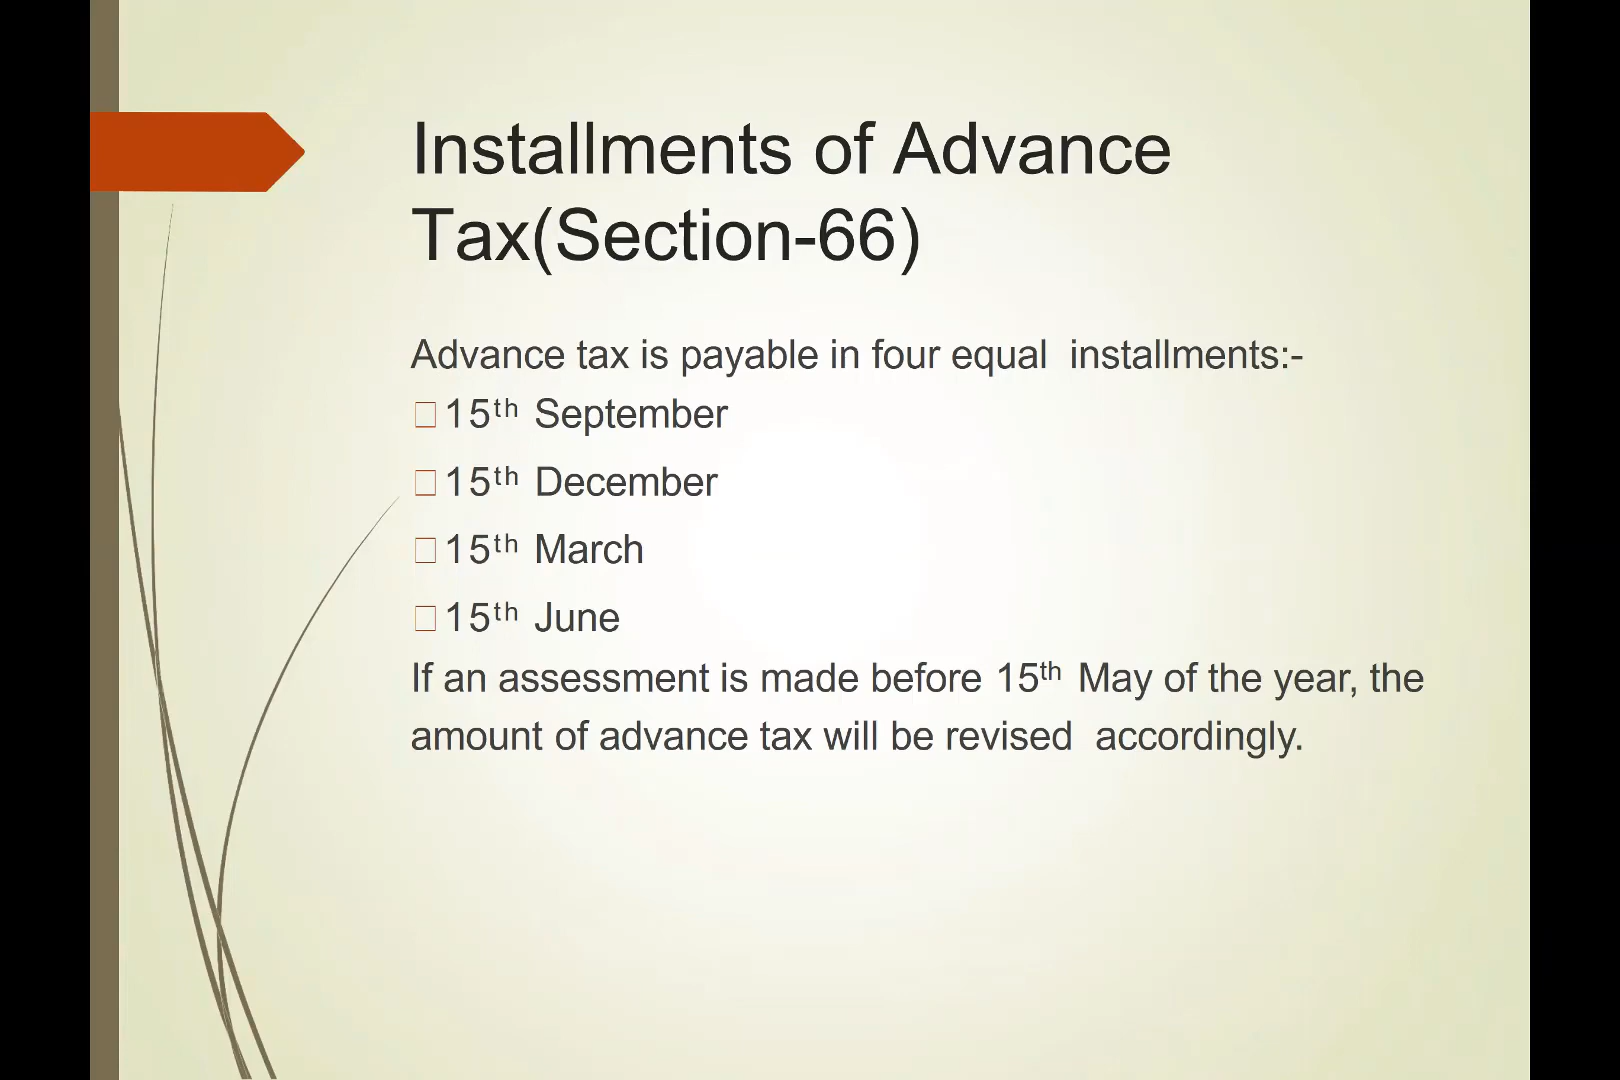 Installments of Advance
Tax(Section-66)
Advance tax is payable in four equal installments:-
15th September
15th December
15th March
15th June
If an assessment is made before 15th May of the year, the
amount of advance tax will be revised accordingly.